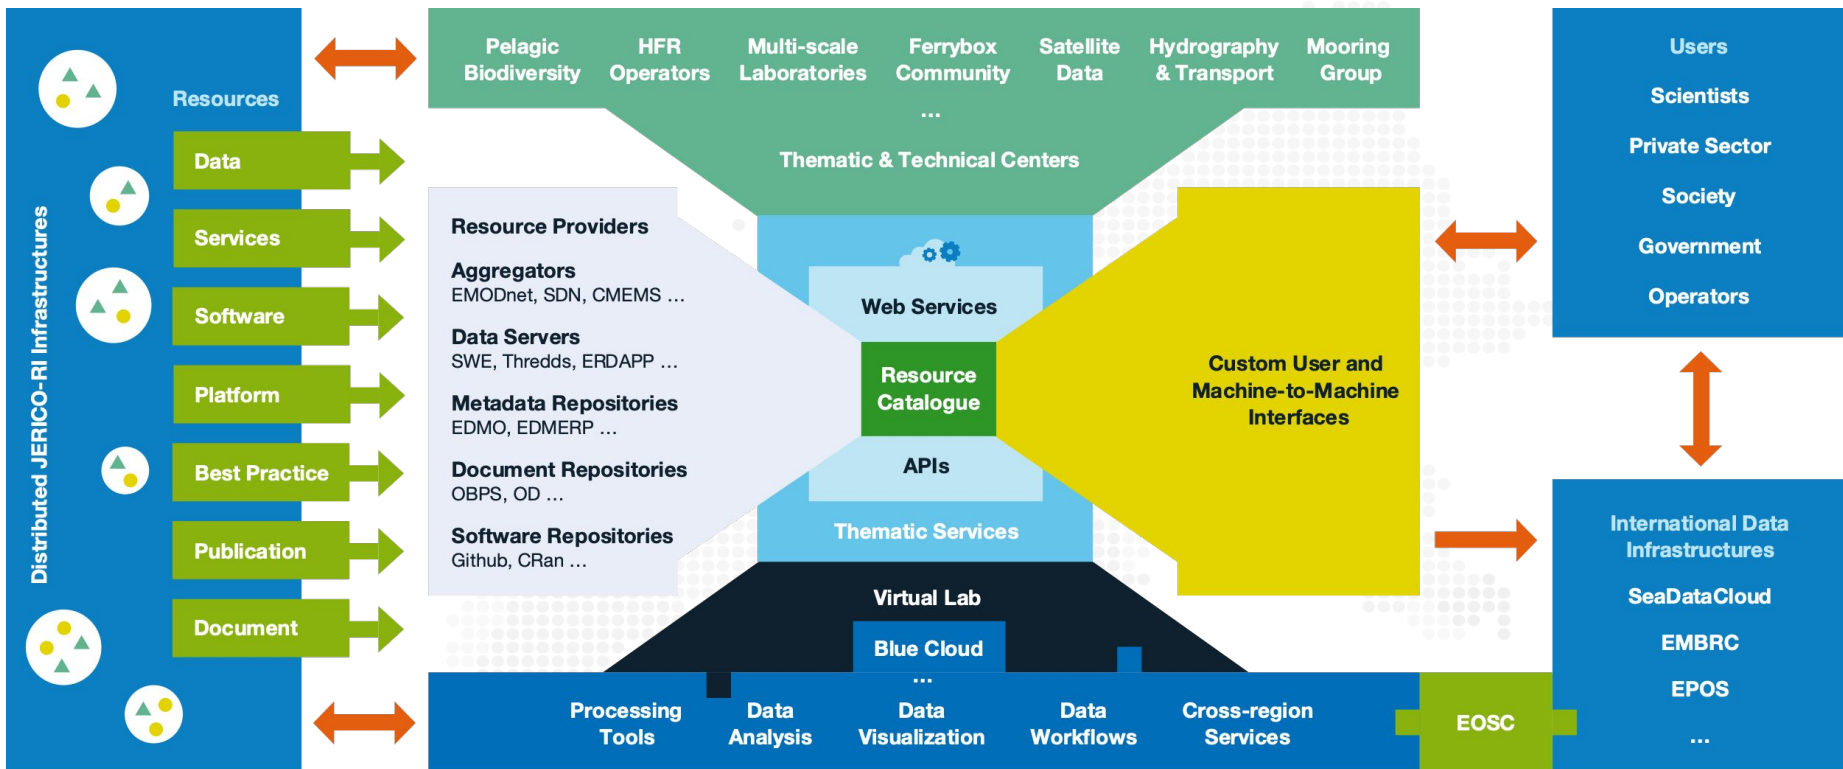 Distributed JERICO-RI Infrastructures
Resources
Data
Services
Software
Platform
Best Practice
Publication
Document
Pelagic
Biodiversity
HFR
Operators
Multi-scale
Laboratories
Ferrybox
Community
Satellite
Data
Hydrography
& Transport
Mooring
Group
...
Thematic & Technical Centers
Resource Providers
Aggregators
EMODnet, SDN, CMEMS ...
Data Servers
SWE, Thredds, ERDAPP ...
Metadata Repositories
EDMO, EDMERP ...
Document Repositories
OBPS, OD ...
Software Repositories
Github, CRan ...
Web Services
Resource
Catalogue
APIs
Thematic Services
Custom User and
Machine-to-Machine
Interfaces
Virtual Lab
Blue Cloud
...
Processing
Tools
Data
Analysis
Data
Visualization
Data
Workflows
Cross-region
Services
EOSC
Users
Scientists
Private Sector
Society
Government
Operators
International Data
Infrastructures
SeaDataCloud
EMBRC
EPOS
...